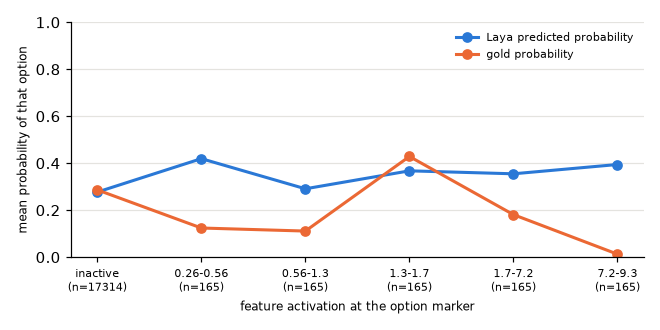 mean probability of that option
1.0
0.8
0.6
0.4
0.2
0.0
Laya predicted probability
gold probability
inactive
(n=17314)
0.26-0.56
(n=165)
0.56-1.3
(n=165)
1.3-1.7
(n=165)
1.7-7.2
(n=165)
7.2-9.3
(n=165)
feature activation at the option marker